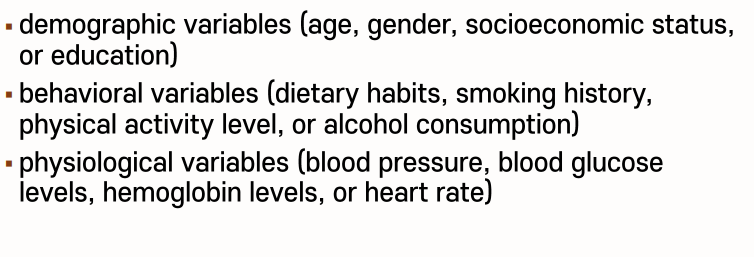 ▪ demographic variables (age, gender, socioeconomic status,
or education)
▪ behavioral variables (dietary habits, smoking history,
physical activity level, or alcohol consumption)
▪ physiological variables (blood pressure, blood glucose
levels, hemoglobin levels, or heart rate)